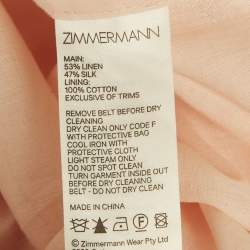 ZIMMERMANN
MAIN:
53% LINEN
47% SILK
LINING:
100% COTTON
EXCLUSIVE OF TRIMS
REMOVE BELT BEFORE DRY
CLEANING
DRY CLEAN ONLY CODE F
WITH PROTECTIVE BAG
COOL IRON WITH
PROTECTIVE CLOTH
LIGHT STEAM ONLY
DO NOT SPOT CLEAN
TURN GARMENT INSIDE OUT
BEFORE DRY CLEANING
BELT - DO NOT DRY CLEAN
MADE IN CHINA
© Zimmermann Wear Pty Ltd